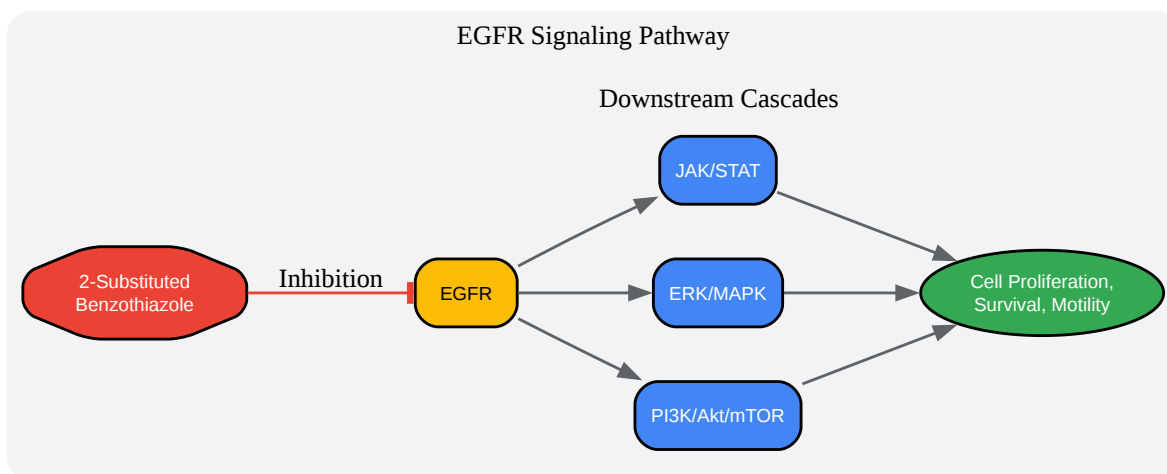 EGFR Signaling Pathway
Downstream Cascades
JAK/STAT
2-Substituted
Benzothiazole
Inhibition
EGFR
ERK/MAPK
Cell Proliferation,
Survival, Motility
PI3K/Akt/mTOR